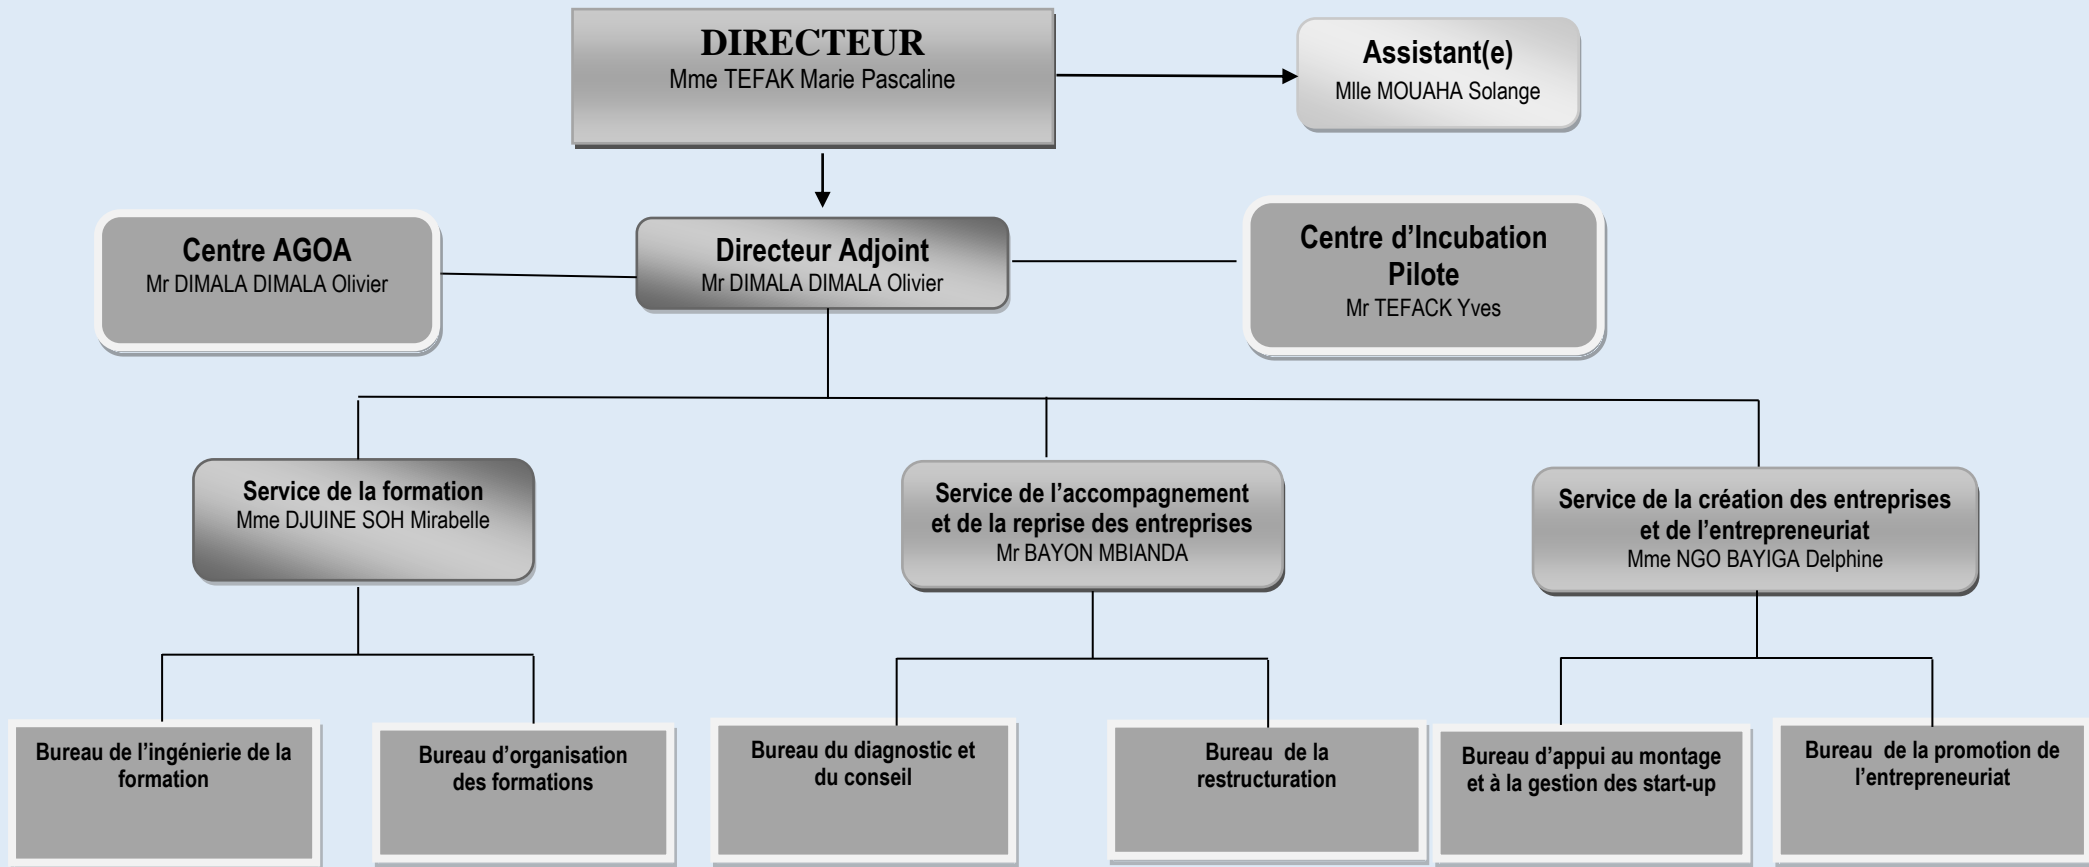 DIRECTEUR
Mme TEFAK Marie Pascaline
Assistant(e)
Mlle MOUAHA Solange
Centre AGOA
Mr DIMALA DIMALA Olivier
Directeur Adjoint
Mr DIMALA DIMALA Olivier
Centre d’Incubation
Pilote
Mr TEFACK Yves
Service de la formation
Mme DJUINE SOH Mirabelle
Service de l’accompagnement
et de la reprise des entreprises
Mr BAYON MBIANDA
Service de la création des entreprises
et de l’entrepreneuriat
Mme NGO BAYIGA Delphine
Bureau de l’ingénierie de la
formation
Bureau d’organisation
des formations
Bureau du diagnostic et
du conseil
Bureau de la
restructuration
Bureau d’appui au montage
et à la gestion des start-up
Bureau de la promotion de
l’entrepreneuriat